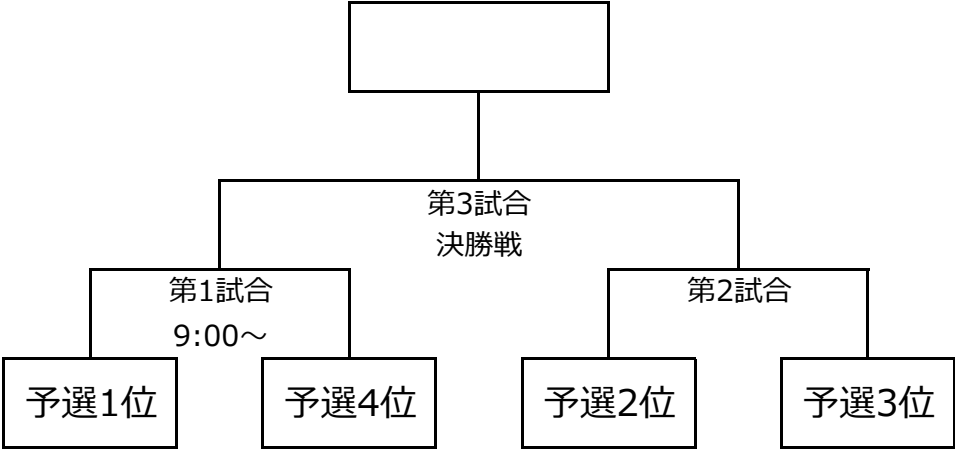 第3試合
決勝戦
第1試合
9:00～
第2試合
予選1位
予選4位
予選2位
予選3位